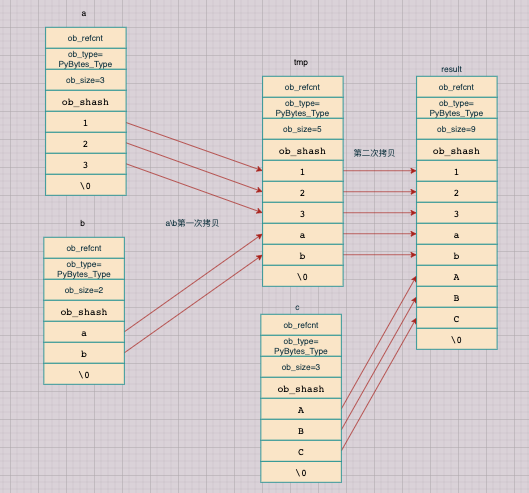 a
ob_refcnt
ob_type=
PyBytes_Type
ob_size=3
ob_shash
1
2
3
\0
b
ob_refcnt
ob_type=
PyBytes_Type
ob_size=2
ob_shash
a
b
\0
a\b第一次拷贝
tmp
ob_refcnt
ob_type=
PyBytes_Type
ob_size=5
ob_shash
1
2
3
a
b
\0
c
ob_refcnt
ob_type=
PyBytes_Type
ob_size=3
ob_shash
A
B
C
\0
第二次拷贝
result
ob_refcnt
ob_type=
PyBytes_Type
ob_size=9
ob_shash
1
2
3
a
b
A
B
C
\0